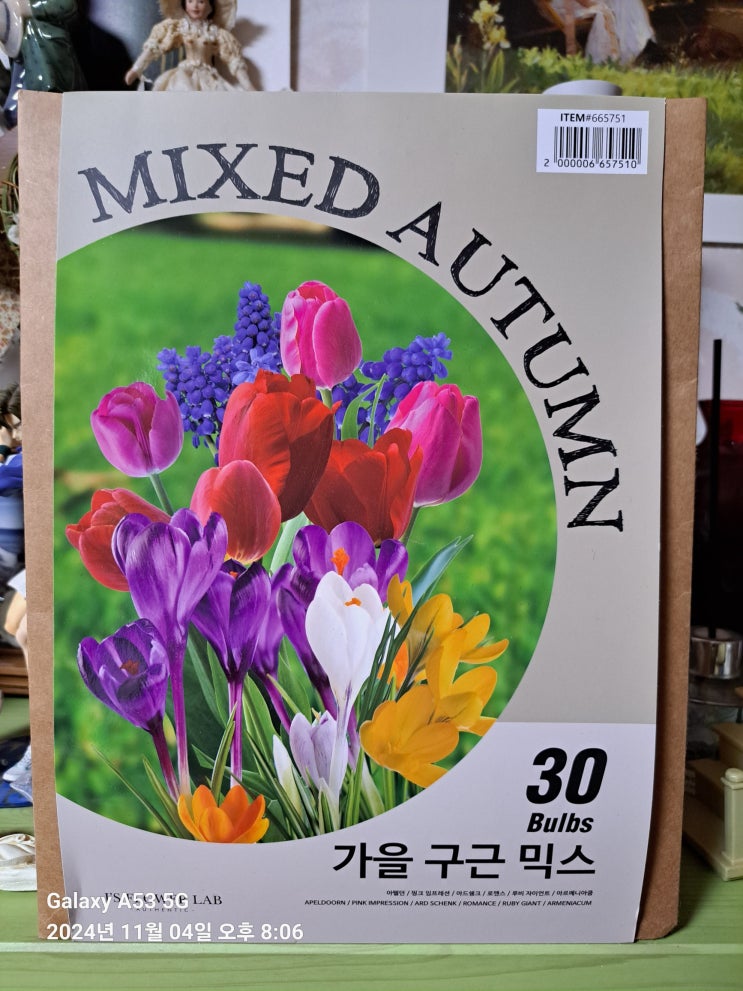 ITEM#665751
2 000006 657510
MIXED AUTUMN
30
Bulbs
가을 구근 믹스
아펠던 / 핑크 임프레션 / 아드쉥크 / 로맨스 / 루비 자이언트 / 아르메니아쿰
APELDOORN / PINK IMPRESSION / ARD SCHENK / ROMANCE / RUBY GIANT / ARMENIACUM
LAB
AUTHENTIC
Galaxy A53 5G
2024년 11월 04일 오후 8:06